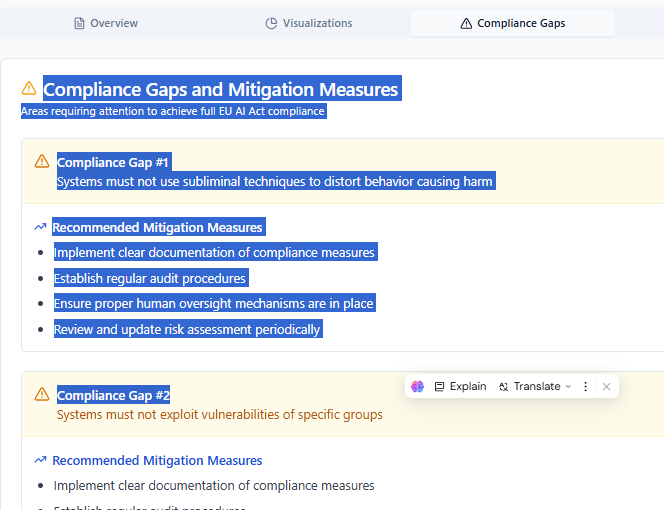 Overview
Visualizations
Compliance Gaps
Compliance Gaps and Mitigation Measures
Areas requiring attention to achieve full EU AI Act compliance
Compliance Gap #1
Systems must not use subliminal techniques to distort behavior causing harm
Recommended Mitigation Measures
Implement clear documentation of compliance measures
Establish regular audit procedures
Ensure proper human oversight mechanisms are in place
Review and update risk assessment periodically
Compliance Gap #2
Explain
Translate
Systems must not exploit vulnerabilities of specific groups
Recommended Mitigation Measures
Implement clear documentation of compliance measures
Establish regular audit procedures